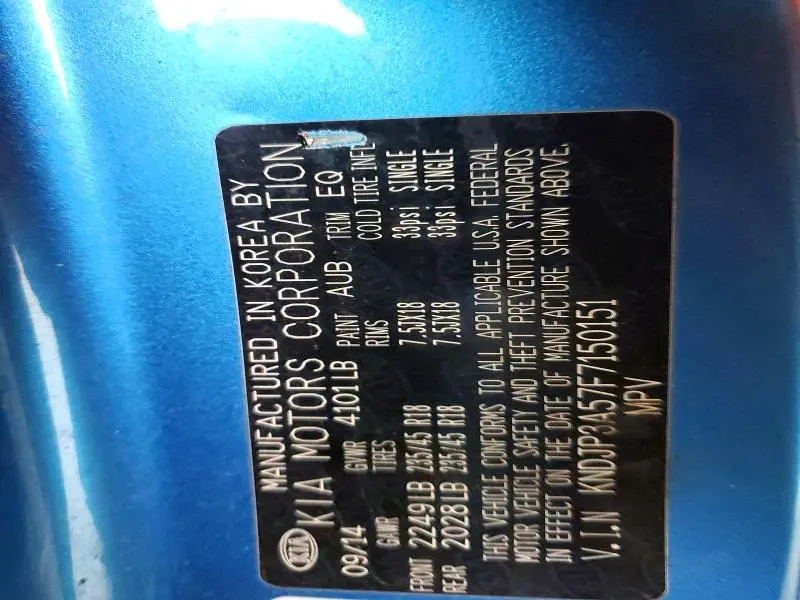 MANUFACTURED IN KOREA BY
KIA KIA MOTORS CORPORATION
09/14 GVWR 4101LB PAINT AUB TRIM EQ
GAWR TIRES RIMS COLD TIRE INFL
FRONT 2249LB 235/45 R18 7.5JX18 33psi SINGLE
REAR 2028LB 235/45 R18 7.5JX18 33psi SINGLE
THIS VEHICLE CONFORMS TO ALL APPLICABLE U.S.A. FEDERAL
MOTOR VEHICLE SAFETY AND THEFT PREVENTION STANDARDS
IN EFFECT ON THE DATE OF MANUFACTURE SHOWN ABOVE.
V.I.N KNDJP3A57F7150151
MPV